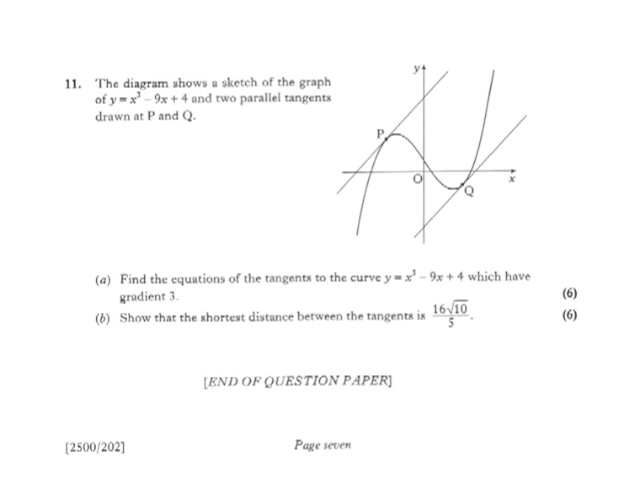 11. The diagram shows a sketch of the graph
of y = x³ – 9x + 4 and two parallel tangents
drawn at P and Q.
y
P
O
x
Q
(a) Find the equations of the tangents to the curve y = x³ – 9x + 4 which have
gradient 3. (6)
(b) Show that the shortest distance between the tangents is 16√10/5. (6)
[END OF QUESTION PAPER]
[2500/202] Page seven